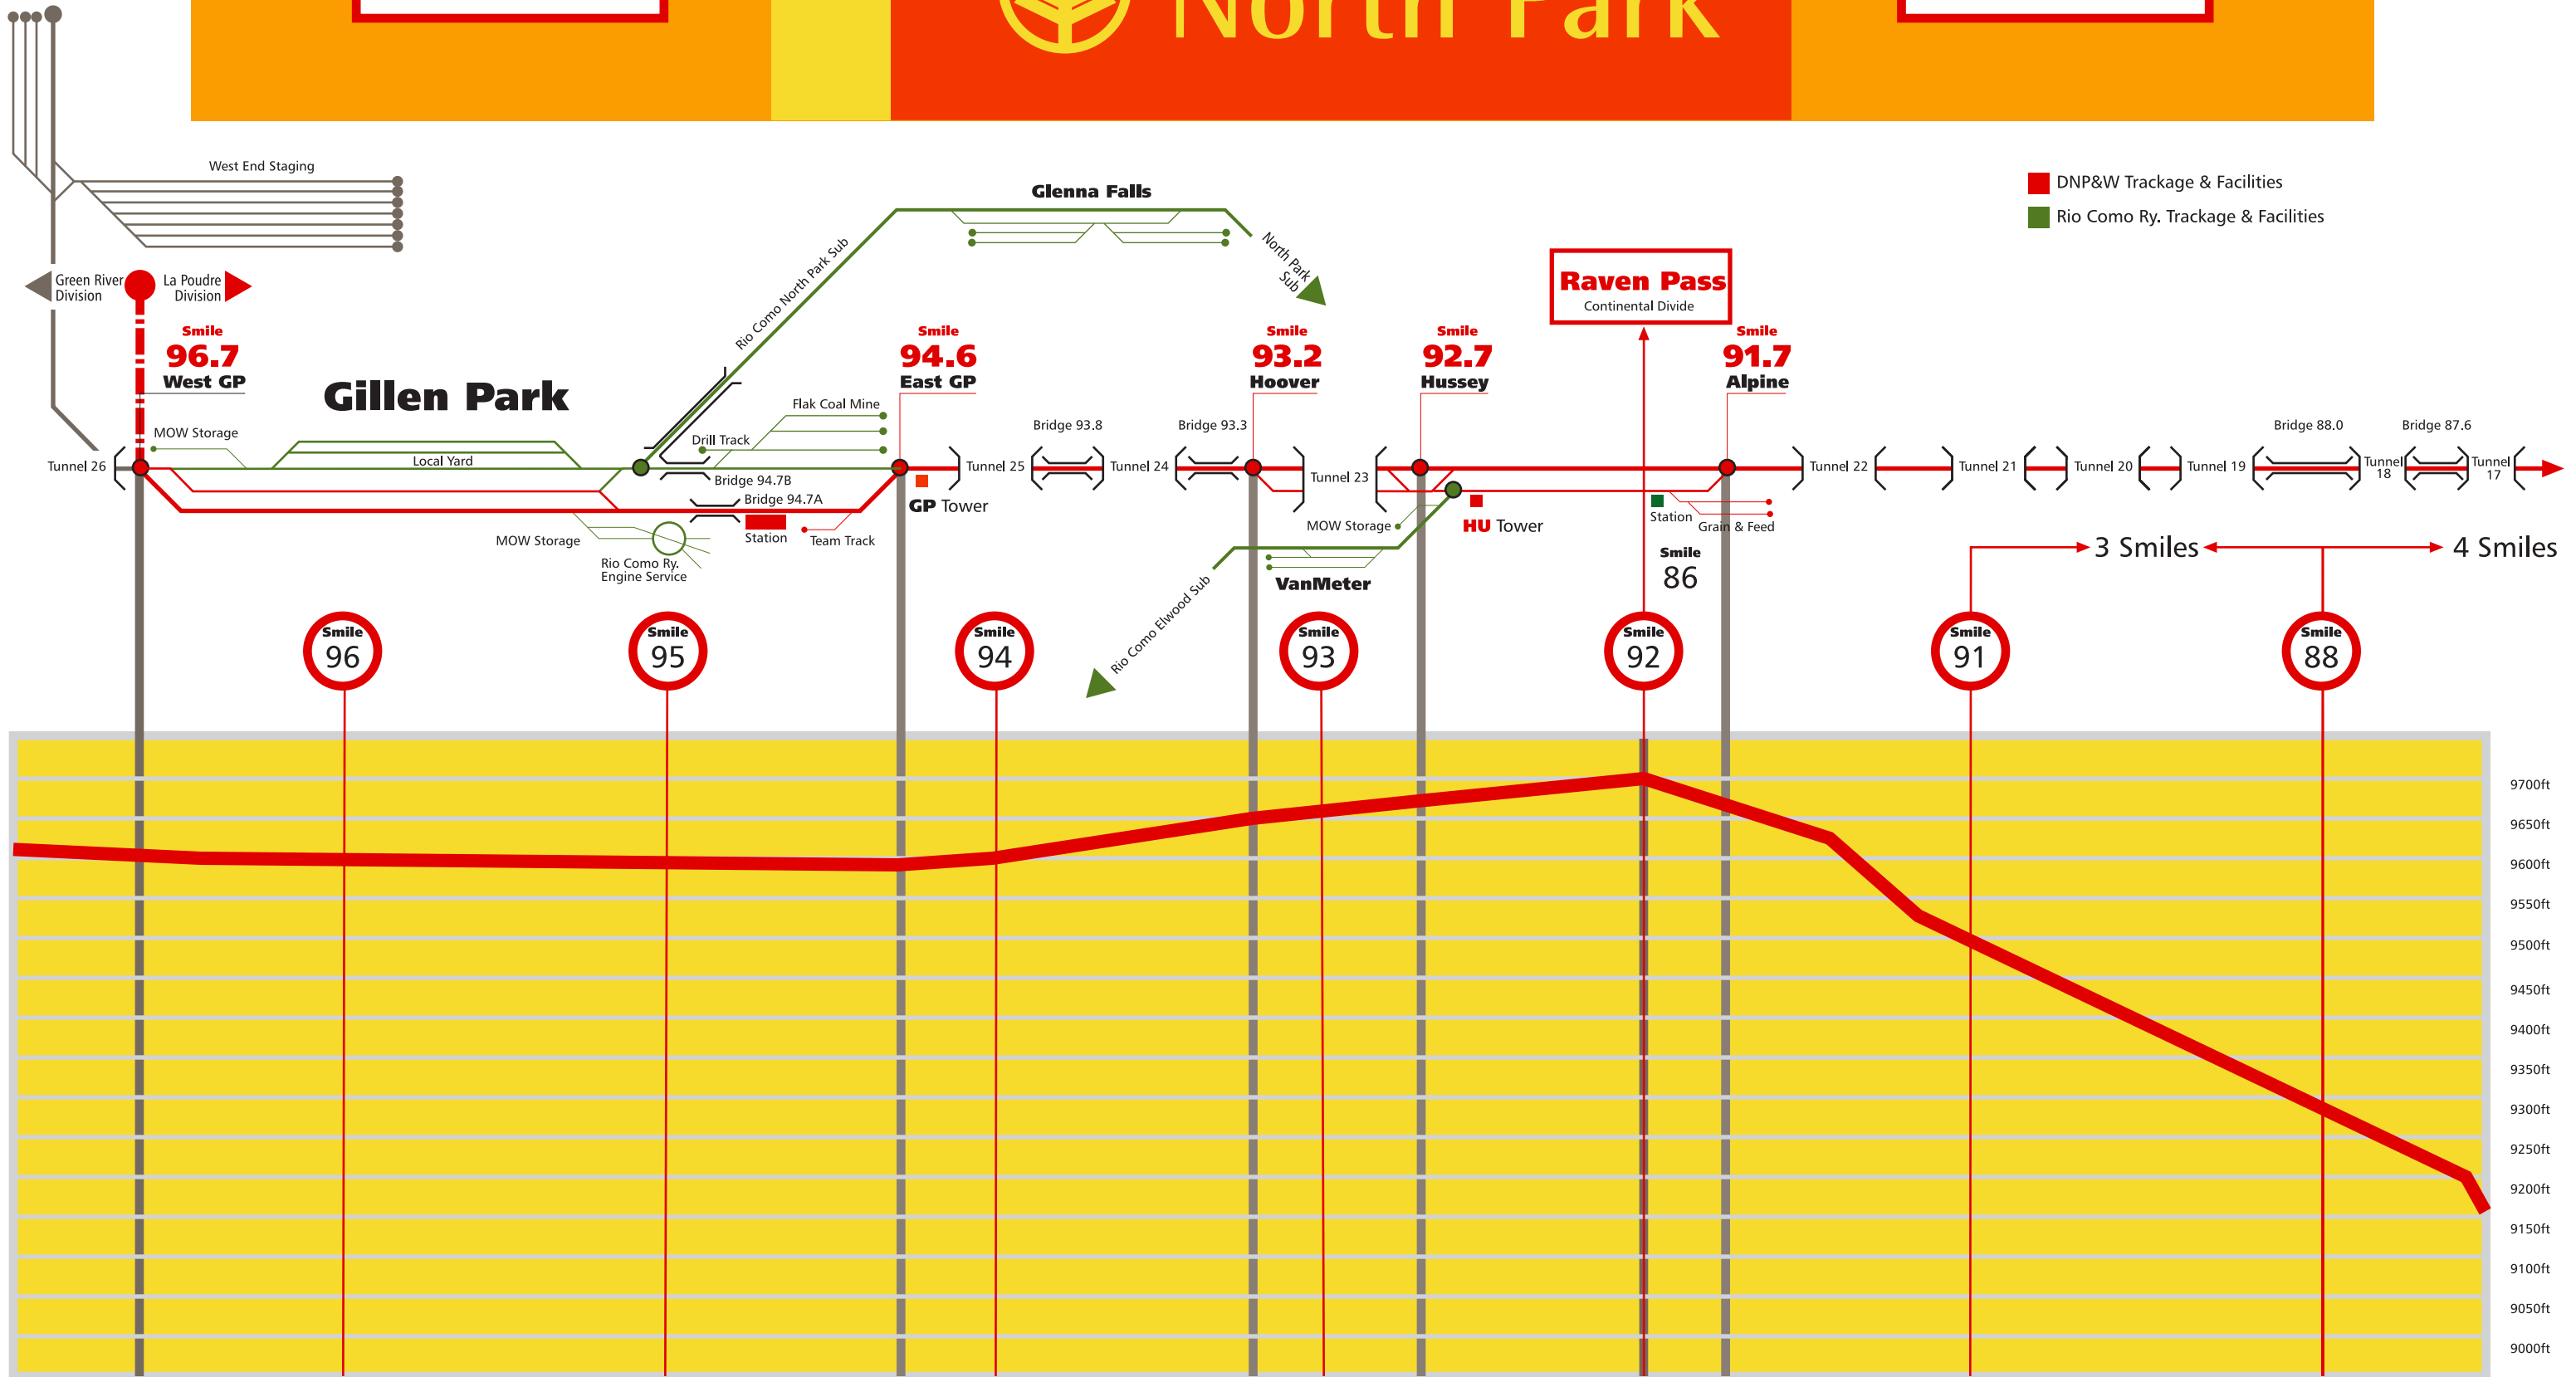 North Park
West End Staging
Glenna Falls
DNP&W Trackage & Facilities
Rio Como Ry. Trackage & Facilities
Green River
Division
La Poudre
Division
Rio Como North Park Sub
North Park
Sub
Raven Pass
Continental Divide
Smile
96.7
West GP
Smile
94.6
East GP
Smile
93.2
Hoover
Smile
92.7
Hussey
Smile
91.7
Alpine
Gillen Park
MOW Storage
Local Yard
Flak Coal Mine
Drill Track
Bridge 93.8
Bridge 93.3
Bridge 88.0
Bridge 87.6
Tunnel 26
Tunnel 25
Tunnel 24
Tunnel 23
Tunnel 22
Tunnel 21
Tunnel 20
Tunnel 19
Tunnel
18
Tunnel
17
Bridge 94.7B
Bridge 94.7A
GP Tower
MOW Storage
Station
Team Track
Rio Como Ry.
Engine Service
MOW Storage
HU Tower
Station
Grain & Feed
VanMeter
Rio Como Elwood Sub
Smile
86
3 Smiles
4 Smiles
Smile
96
Smile
95
Smile
94
Smile
93
Smile
92
Smile
91
Smile
88
9700ft
9650ft
9600ft
9550ft
9500ft
9450ft
9400ft
9350ft
9300ft
9250ft
9200ft
9150ft
9100ft
9050ft
9000ft